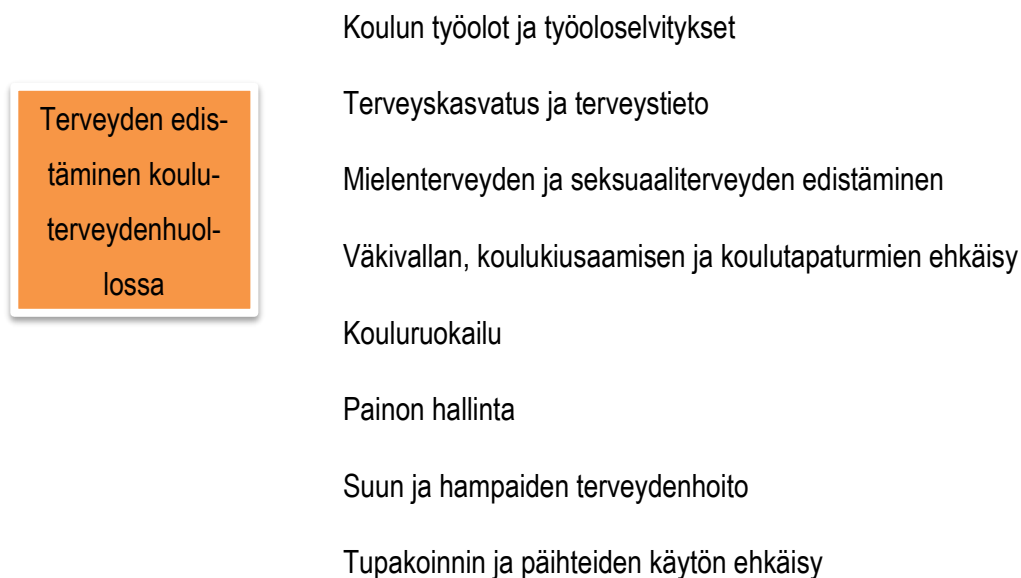 Koulun työolot ja työoloselvitykset
Terveyden edis-
täminen koulu-
terveydenhuol-
lossa
Terveyskasvatus ja terveystieto
Mielenterveyden ja seksuaaliterveyden edistäminen
Väkivallan, koulukiusaamisen ja koulutapaturmien ehkäisy
Kouluruokailu
Painon hallinta
Suun ja hampaiden terveydenhoito
Tupakoinnin ja päihteiden käytön ehkäisy